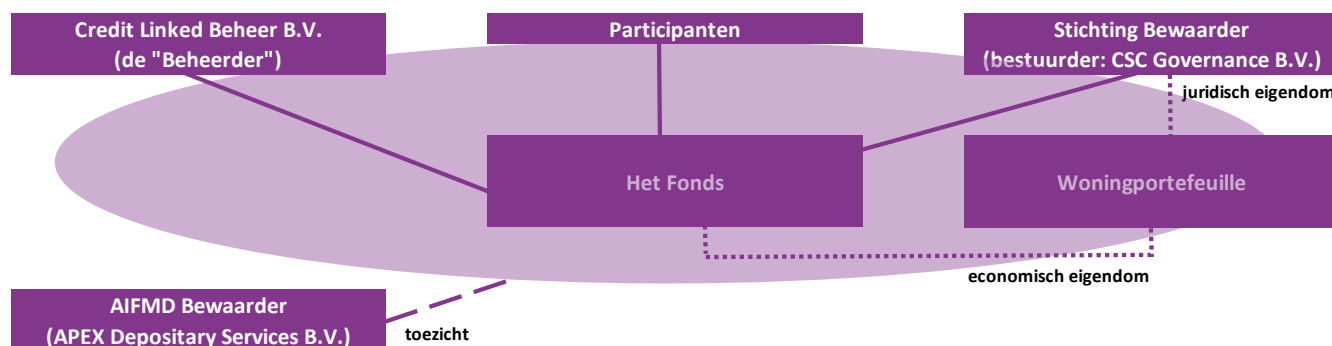 Credit Linked Beheer B.V.
(de "Beheerder")
Participanten
Stichting Bewaarder
(bestuurder: CSC Governance B.V.)
juridisch eigendom
Het Fonds
Woningportefeuille
economisch eigendom
AIFMD Bewaarder
(APEX Depositary Services B.V.)
toezicht